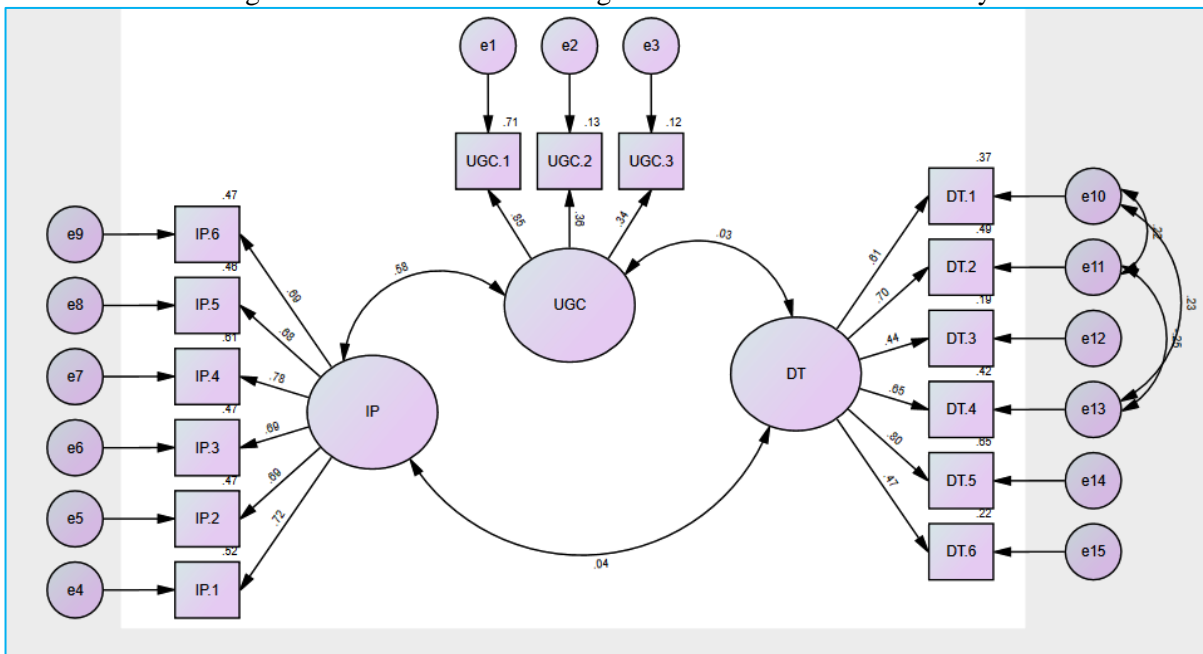 e1
e2
e3
.71
.13
.12
UGC.1
UGC.2
UGC.3
.85
.36
.34
UGC
.58
.03
.47
e9
IP.6
.69
.46
e8
IP.5
.68
.61
e7
IP.4
.78
.47
e6
IP.3
.69
.47
e5
IP.2
.69
.52
e4
IP.1
.72
IP
.04
DT
.37
.61
DT.1
e10
.49
.70
DT.2
e11
.19
.44
DT.3
e12
.42
.65
DT.4
e13
.65
.80
DT.5
e14
.22
.47
DT.6
e15
.23
.25